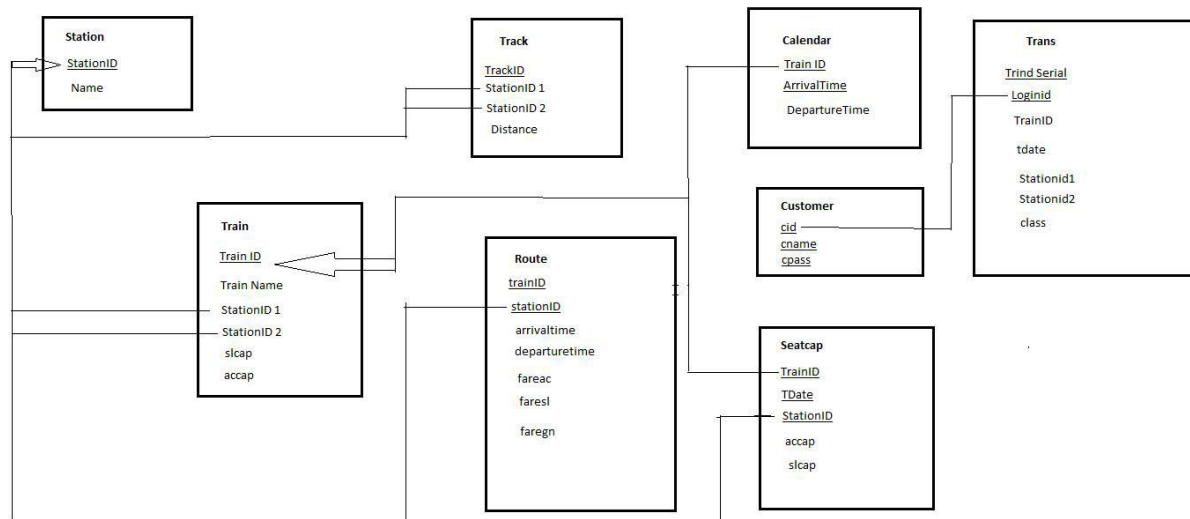 Station
StationID
Name
Track
TrackID
StationID 1
StationID 2
Distance
Calendar
Train ID
ArrivalTime
DepartureTime
Trans
Trind Serial
Loginid
TrainID
tdate
Stationid1
Stationid2
class
Train
Train ID
Train Name
StationID 1
StationID 2
slcap
accap
Route
trainID
stationID
arrivaltime
departuretime
fareac
faresl
faregn
Customer
cid
cname
cpass
Seatcap
TrainID
TDate
StationID
accap
slcap